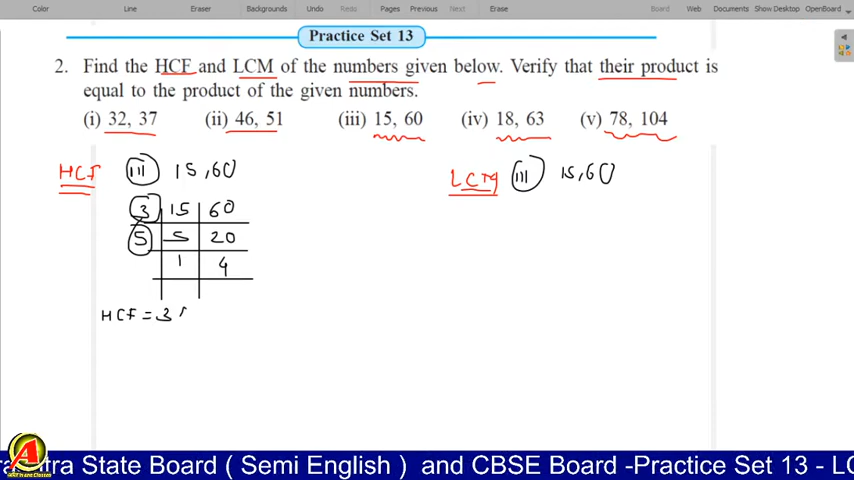 Color Line Eraser Backgrounds Undo Redo Pages Previous Next Erase Board Web Documents Show Desktop OpenBoard
Practice Set 13
2. Find the HCF and LCM of the numbers given below. Verify that their product is
equal to the product of the given numbers.
(i) 32, 37 (ii) 46, 51 (iii) 15, 60 (iv) 18, 63 (v) 78, 104
HCF iii 15,60 LCM iii 15,60
3 15 60
5 5 20
1 4
HCF = 3
State Board ( Semi English ) and CBSE Board -Practice Set 13 - LC